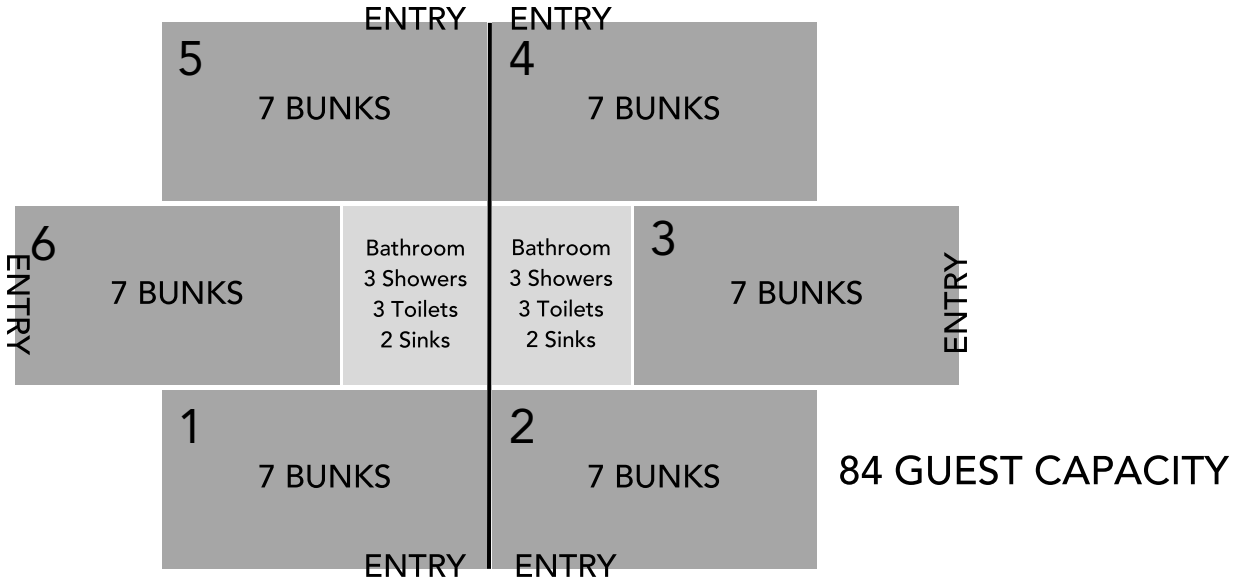 ENTRY
ENTRY
5
7 BUNKS
4
7 BUNKS
ENTRY
6
7 BUNKS
Bathroom
3 Showers
3 Toilets
2 Sinks
Bathroom
3 Showers
3 Toilets
2 Sinks
3
7 BUNKS
ENTRY
1
7 BUNKS
ENTRY
2
7 BUNKS
ENTRY
84 GUEST CAPACITY